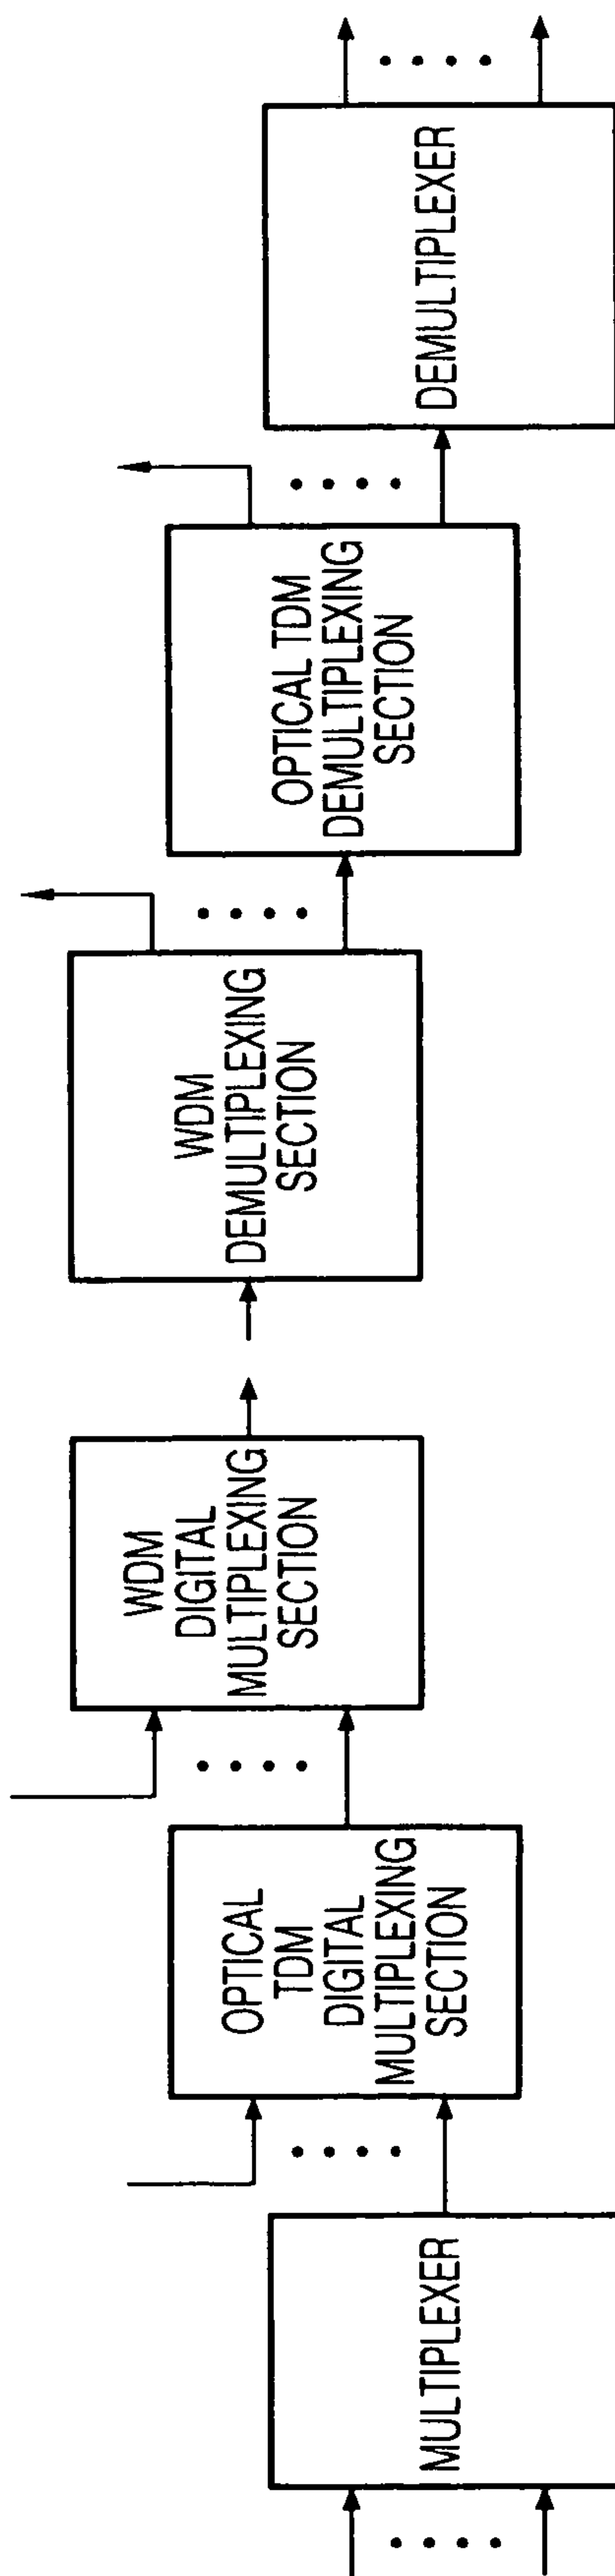 MULTIPLEXER
OPTICAL
TDM
DIGITAL
MULTIPLEXING
SECTION
WDM
DIGITAL
MULTIPLEXING
SECTION
WDM
DEMULTIPLEXING
SECTION
OPTICAL TDM
DEMULTIPLEXING
SECTION
DEMULTIPLEXER